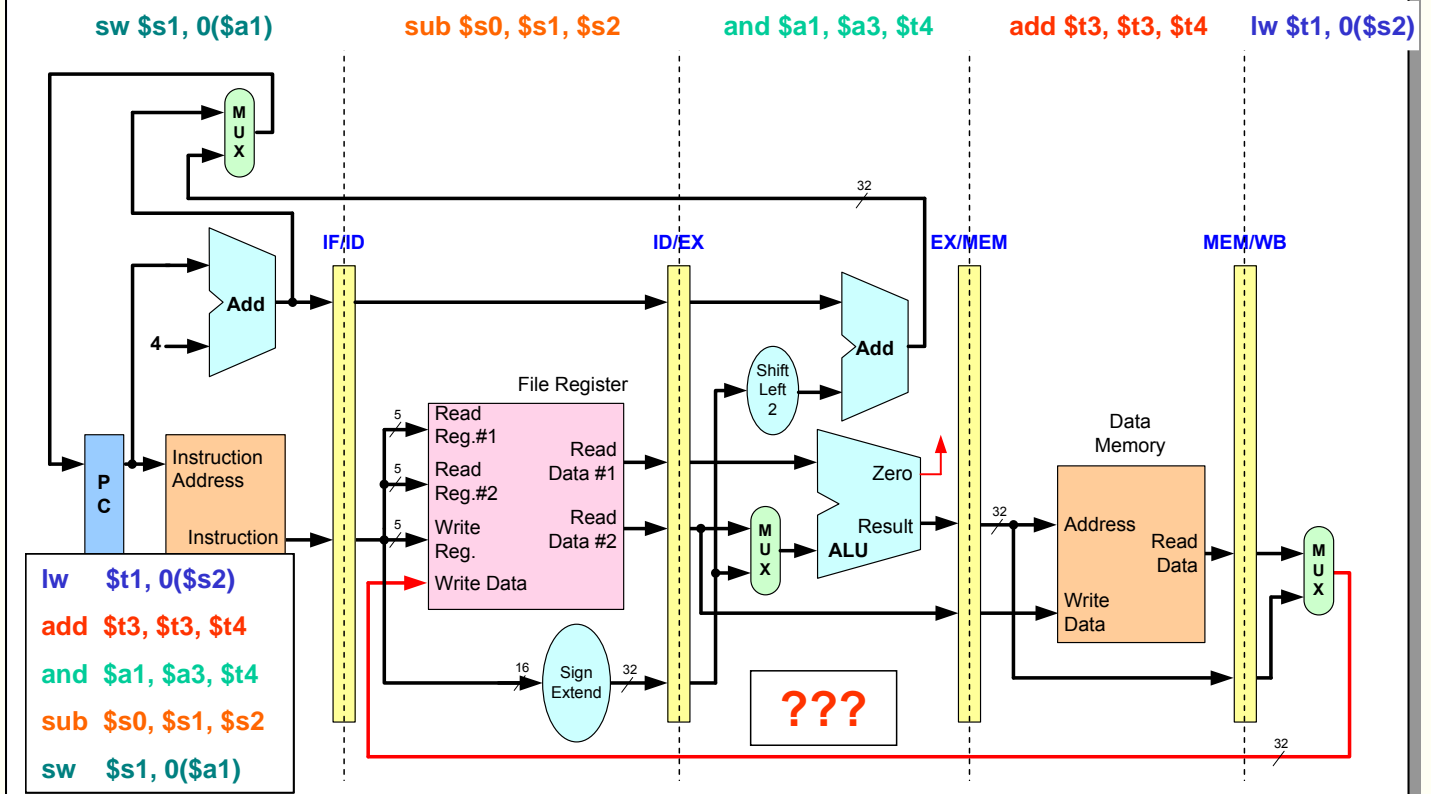 sw $s1, 0($a1)
sub $s0, $s1, $s2
and $a1, $a3, $t4
add $t3, $t3, $t4
lw $t1, 0($s2)
M
U
X
32
IF/ID
ID/EX
EX/MEM
MEM/WB
Add
4
Add
Shift
Left
2
File Register
Read
Reg.#1
5
Read
Reg.#2
5
Write
Reg.
5
Write Data
Read
Data #1
Read
Data #2
P
C
Instruction
Address
Instruction
M
U
X
Zero
Result
ALU
Data
Memory
32
Address
Read
Data
Write
Data
M
U
X
16
Sign
Extend
32
???
32
lw $t1, 0($s2)
add $t3, $t3, $t4
and $a1, $a3, $t4
sub $s0, $s1, $s2
sw $s1, 0($a1)